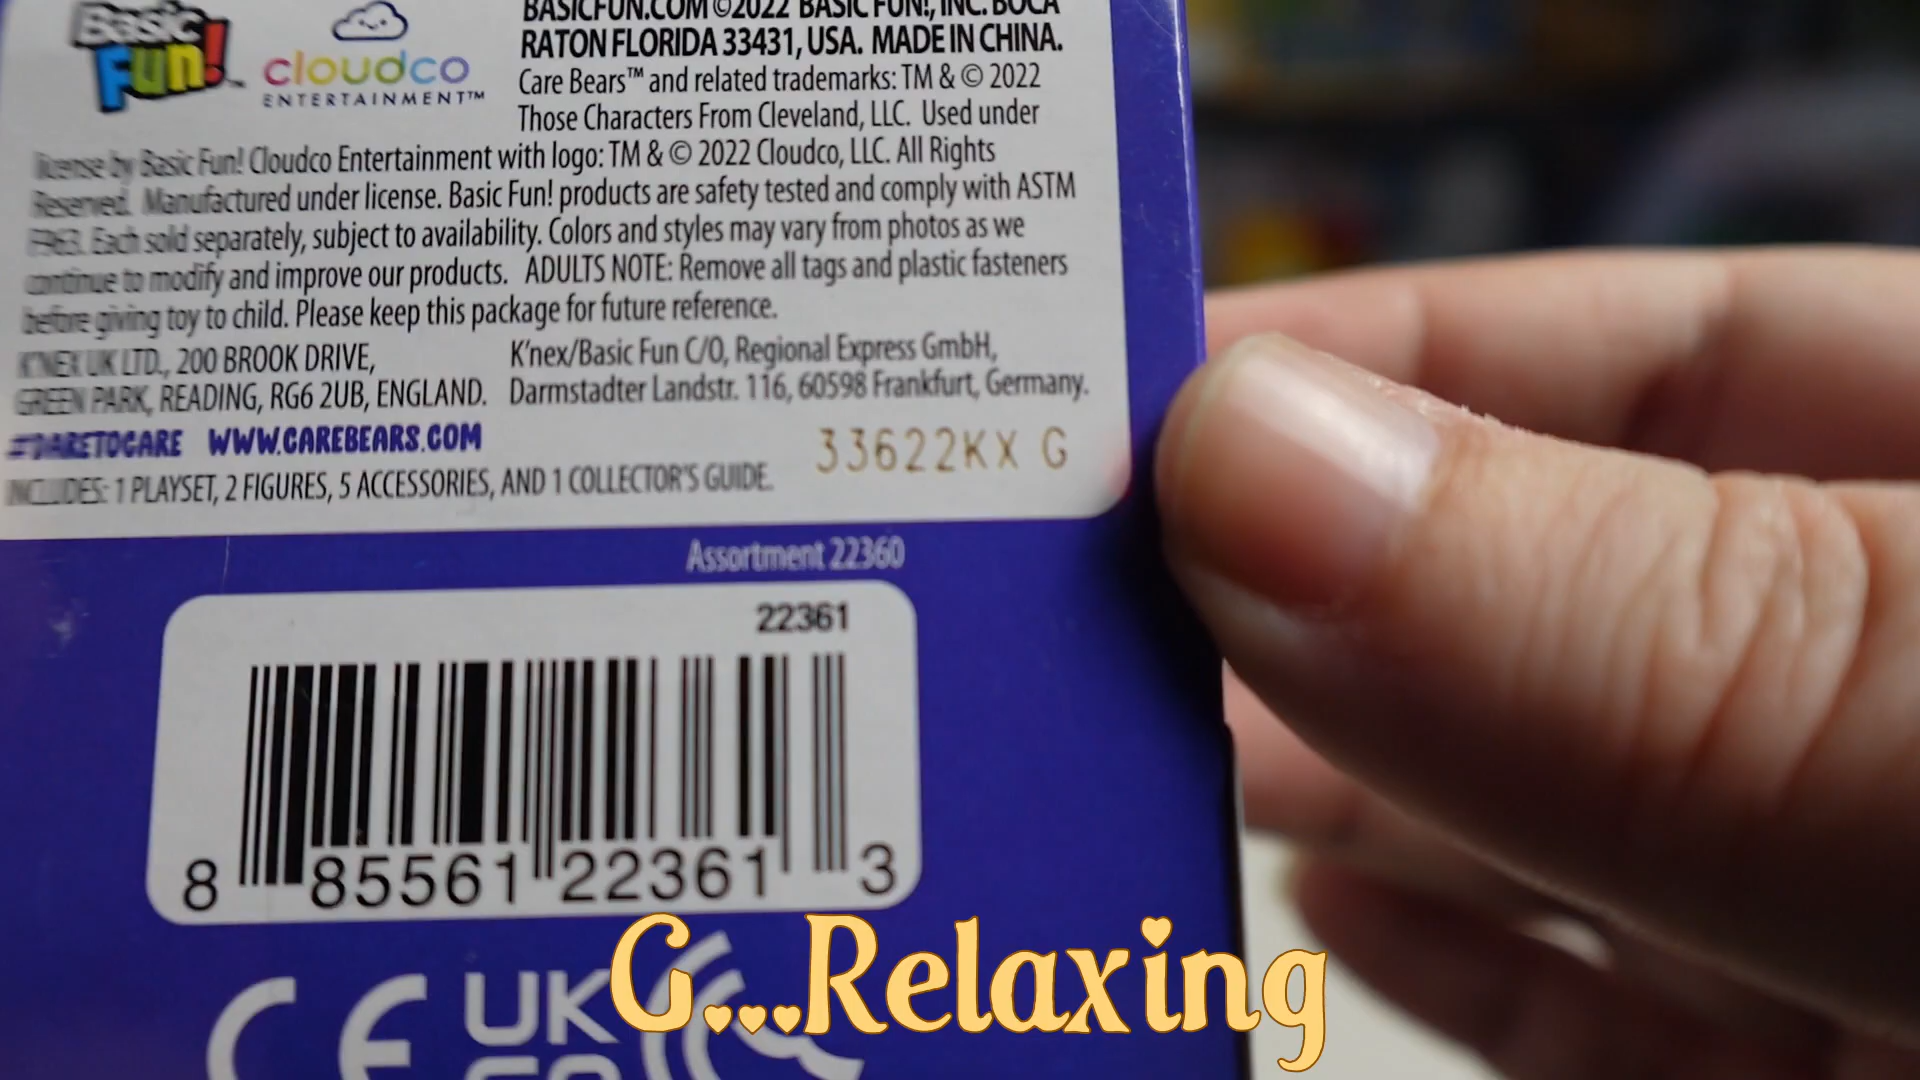 Basic Fun!™
cloudco
ENTERTAINMENT™
BASICFUN.COM ©2022 BASIC FUN!, INC. BOCA
RATON FLORIDA 33431, USA. MADE IN CHINA.
Care Bears™ and related trademarks: TM & © 2022
Those Characters From Cleveland, LLC. Used under
license by Basic Fun! Cloudco Entertainment with logo: TM & © 2022 Cloudco, LLC. All Rights
Reserved. Manufactured under license. Basic Fun! products are safety tested and comply with ASTM
F963. Each sold separately, subject to availability. Colors and styles may vary from photos as we
continue to modify and improve our products. ADULTS NOTE: Remove all tags and plastic fasteners
before giving toy to child. Please keep this package for future reference.
K'NEX UK LTD., 200 BROOK DRIVE,
GREEN PARK, READING, RG6 2UB, ENGLAND.
K'nex/Basic Fun C/O, Regional Express GmbH,
Darmstadter Landstr. 116, 60598 Frankfurt, Germany.
#DARETOCARE WWW.CAREBEARS.COM
33622KX G
INCLUDES: 1 PLAYSET, 2 FIGURES, 5 ACCESSORIES, AND 1 COLLECTOR'S GUIDE.
Assortment 22360
22361
8 85561 22361 3
CE UK
CA
G...Relaxing